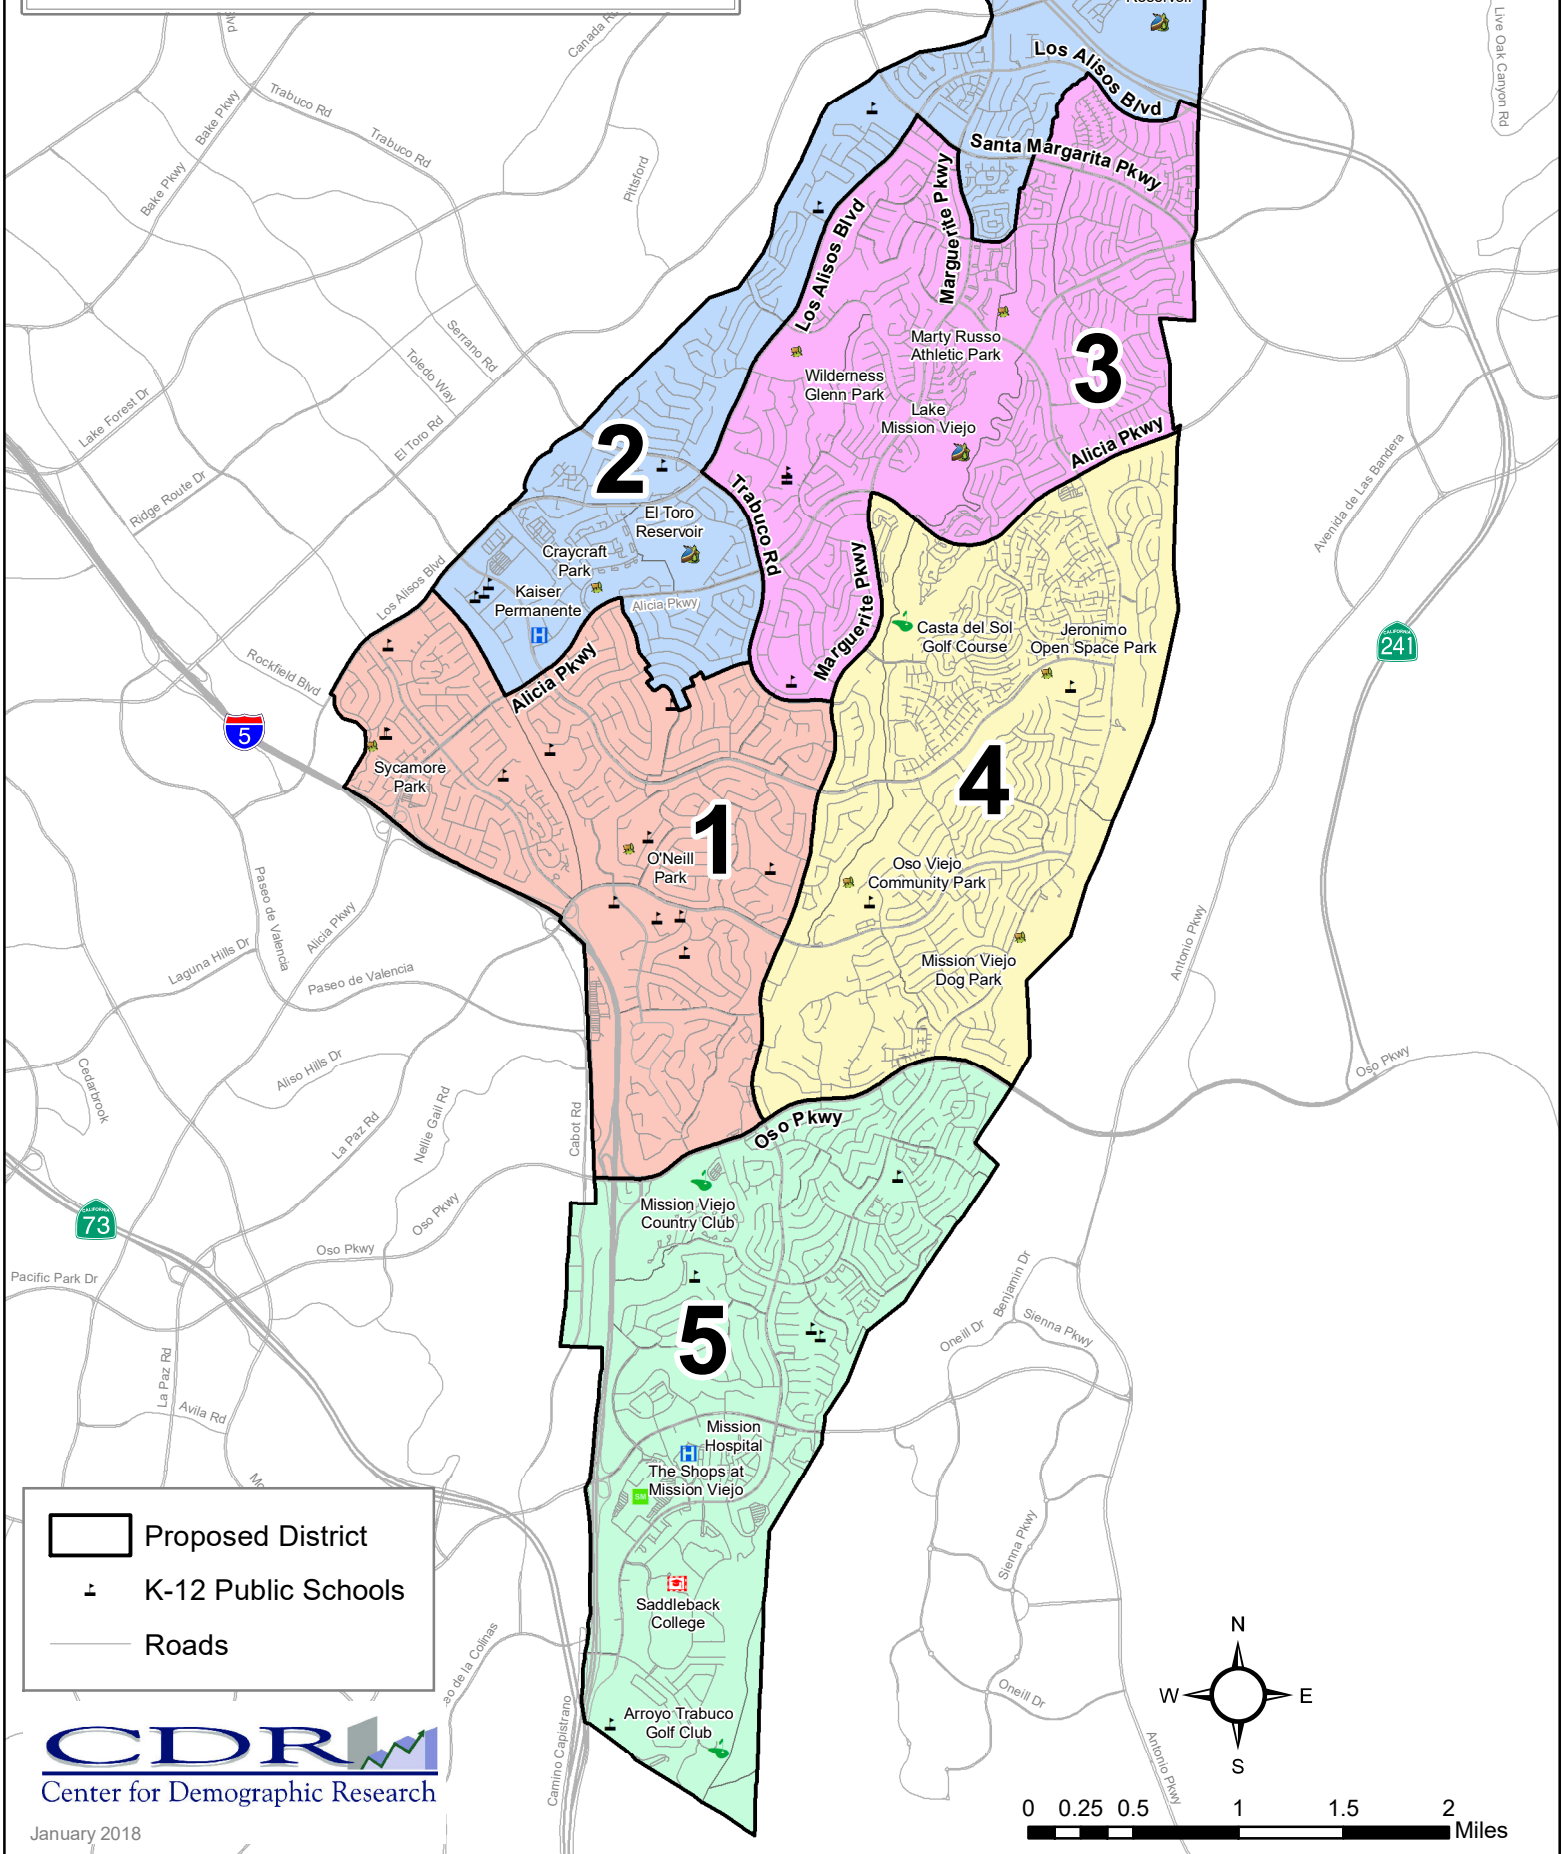 Reservoir
Live Oak Canyon Rd
Canada Rd
Blvd
Los Alisos Blvd
Trabuco Rd
Bake Pkwy
Trabuco Rd
Santa Margarita Pkwy
Bake Pkwy
Pittsford
Marguerite Pkwy
Los Alisos Blvd
Serrano Rd
Toledo Way
Marty Russo
Athletic Park
3
Wilderness
Glenn Park
Lake Forest Dr
El Toro Rd
Lake
Mission Viejo
Alicia Pkwy
2
Ridge Route Dr
Trabuco Rd
Avenida de Las Bandera
El Toro
Reservoir
Craycraft
Park
Los Alisos Blvd
Kaiser
Permanente
H
Alicia Pkwy
Marguerite Pkwy
Casta del Sol
Golf Course
Jeronimo
Open Space Park
CALIFORNIA
241
Rockfield Blvd
Alicia Pkwy
5
Sycamore
Park
4
1
O'Neill
Park
Oso Viejo
Community Park
Paseo de Valencia
Alicia Pkwy
Laguna Hills Dr
Paseo de Valencia
Antonio Pkwy
Mission Viejo
Dog Park
Cedarbrook
Aliso Hills Dr
La Paz Rd
Nellie Gail Rd
Cabot Rd
Oso Pkwy
Oso Pkwy
CALIFORNIA
73
Mission Viejo
Country Club
Oso Pkwy
Oso Pkwy
Pacific Park Dr
Benjamin Dr
Oneill Dr
Sienna Pkwy
5
La Paz Rd
Avila Rd
Mission
Hospital
H
The Shops at
Mission Viejo
SM
Proposed District
K-12 Public Schools
Roads
Sienna Pkwy
Saddleback
College
eo de la Colinas
Oneill Dr
Arroyo Trabuco
Golf Club
Camino Capistrano
Antonio Pkwy
N
W
E
S
CDR
Center for Demographic Research
January 2018
0 0.25 0.5 1 1.5 2
Miles